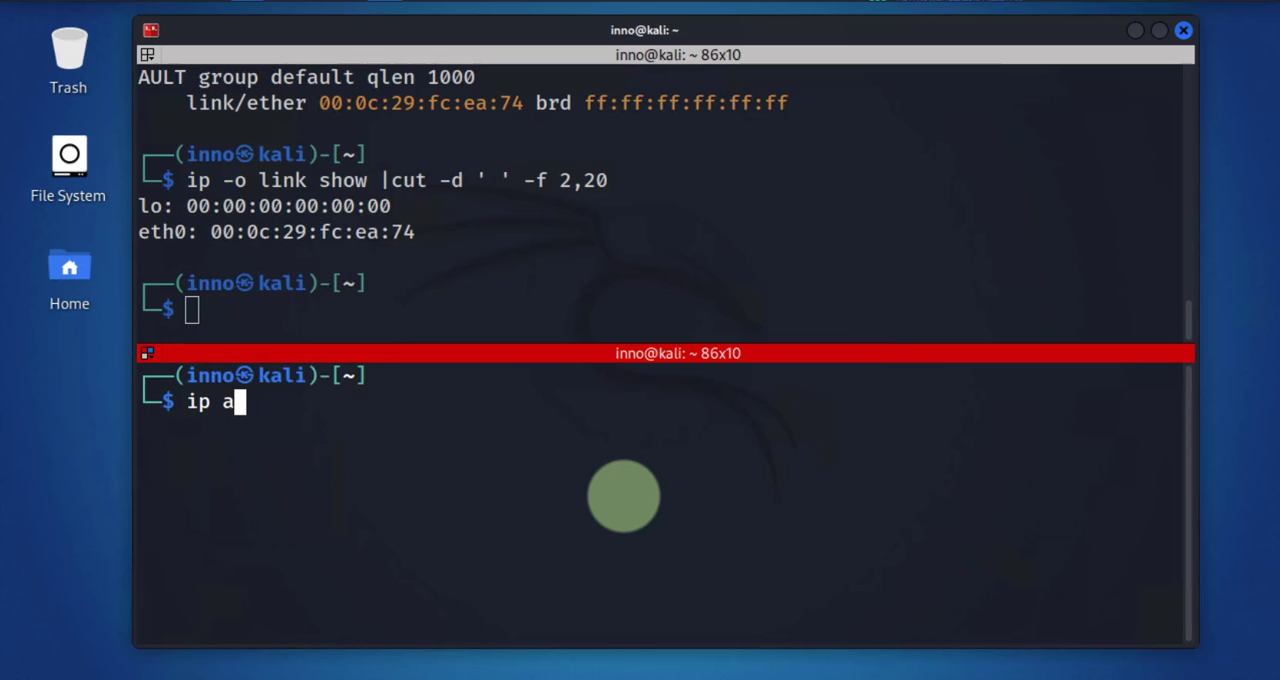 inno@kali: ~
Trash
File System
Home
inno@kali: ~ 86x10
AULT group default qlen 1000
link/ether 00:0c:29:fc:ea:74 brd ff:ff:ff:ff:ff:ff
┌──(inno㉿kali)-[~]
└─$ ip -o link show |cut -d ' ' -f 2,20
lo: 00:00:00:00:00:00
eth0: 00:0c:29:fc:ea:74
┌──(inno㉿kali)-[~]
└─$
inno@kali: ~ 86x10
┌──(inno㉿kali)-[~]
└─$ ip a